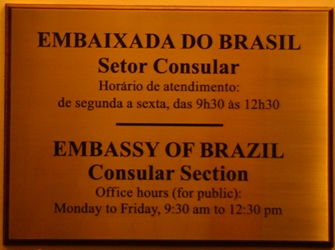 EMBAIXADA DO BRASIL
Setor Consular
Horário de atendimento:
de segunda a sexta, das 9h30 às 12h30
EMBASSY OF BRAZIL
Consular Section
Office hours (for public):
Monday to Friday, 9:30 am to 12:30 pm